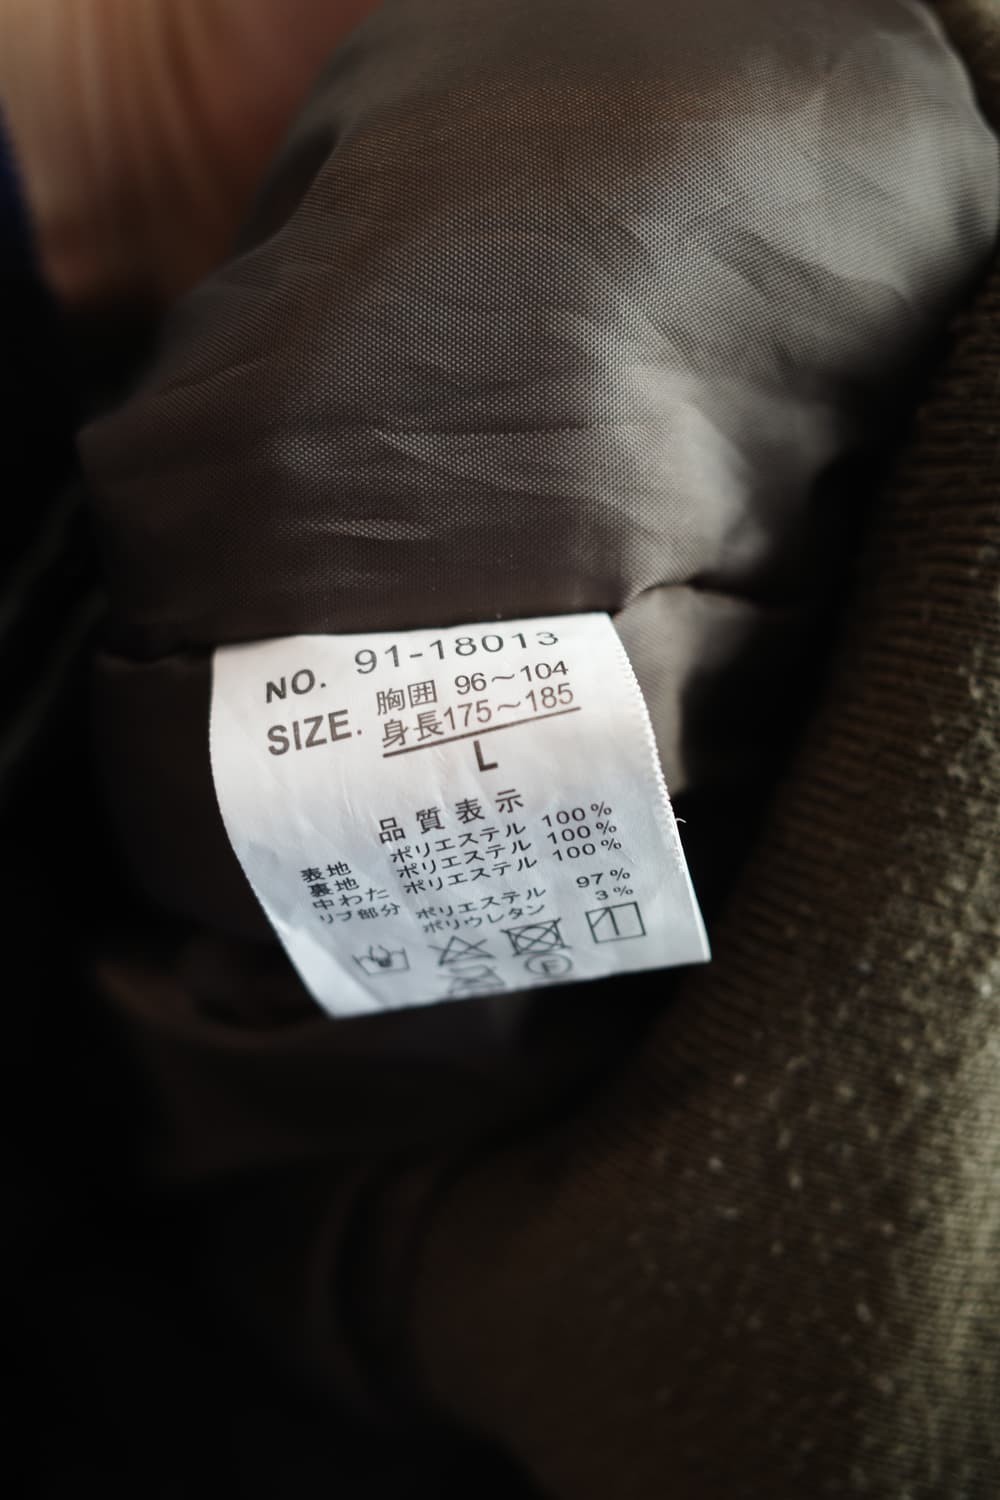 NO. 91-18013
SIZE. 胸囲 96～104
身長175～185
L
品質表示
表地 ポリエステル 100%
裏地 ポリエステル 100%
中わた ポリエステル 100%
リブ部分 ポリエステル 97%
ポリウレタン 3%
F